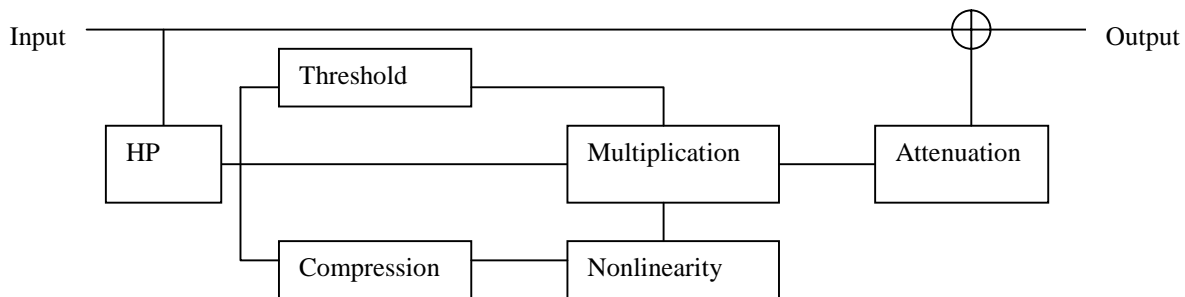 Input
Output
Threshold
HP
Multiplication
Attenuation
Compression
Nonlinearity